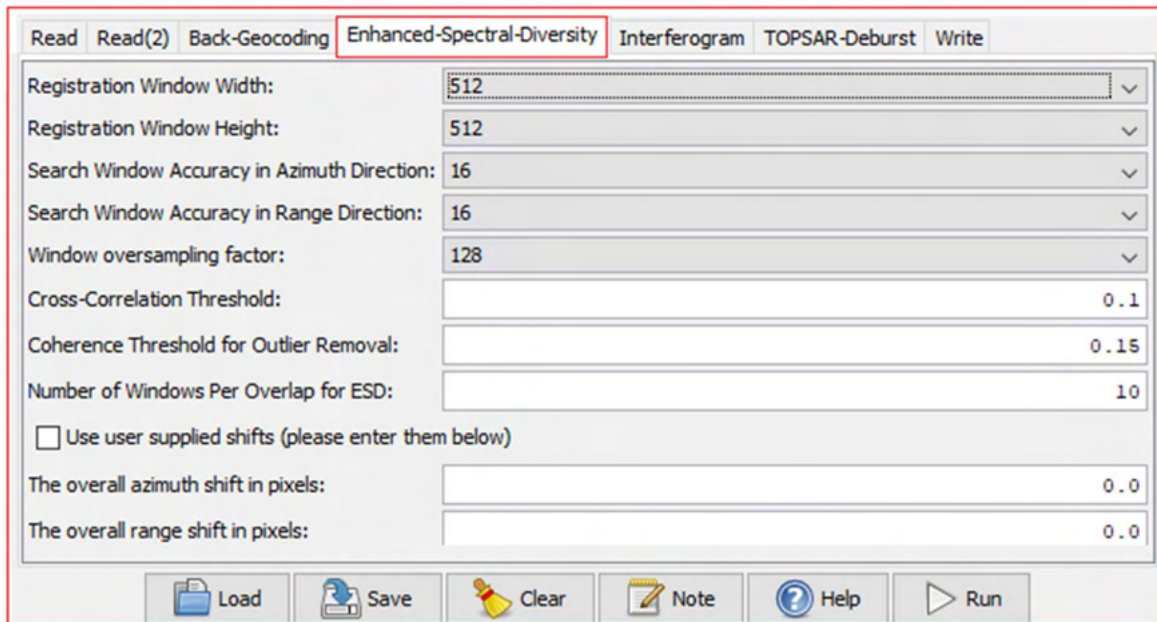 Read Read(2) Back-Geocoding Enhanced-Spectral-Diversity Interferogram TOPSAR-Deburst Write
Registration Window Width: 512
Registration Window Height: 512
Search Window Accuracy in Azimuth Direction: 16
Search Window Accuracy in Range Direction: 16
Window oversampling factor: 128
Cross-Correlation Threshold: 0.1
Coherence Threshold for Outlier Removal: 0.15
Number of Windows Per Overlap for ESD: 10
Use user supplied shifts (please enter them below)
The overall azimuth shift in pixels: 0.0
The overall range shift in pixels: 0.0
Load Save Clear Note Help Run